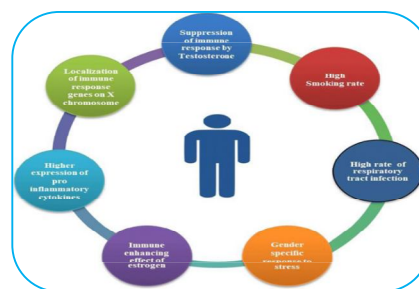 Suppression
of immune
response by
Testosterone
High
Smoking rate
High rate of
respiratory
tract infection
Gender
specific
response to
stress
Immune
enhancing
effect of
estrogen
Higher
expression of
pro
inflammatory
cytokines
Localization
of immune
response
genes on X
chromosome